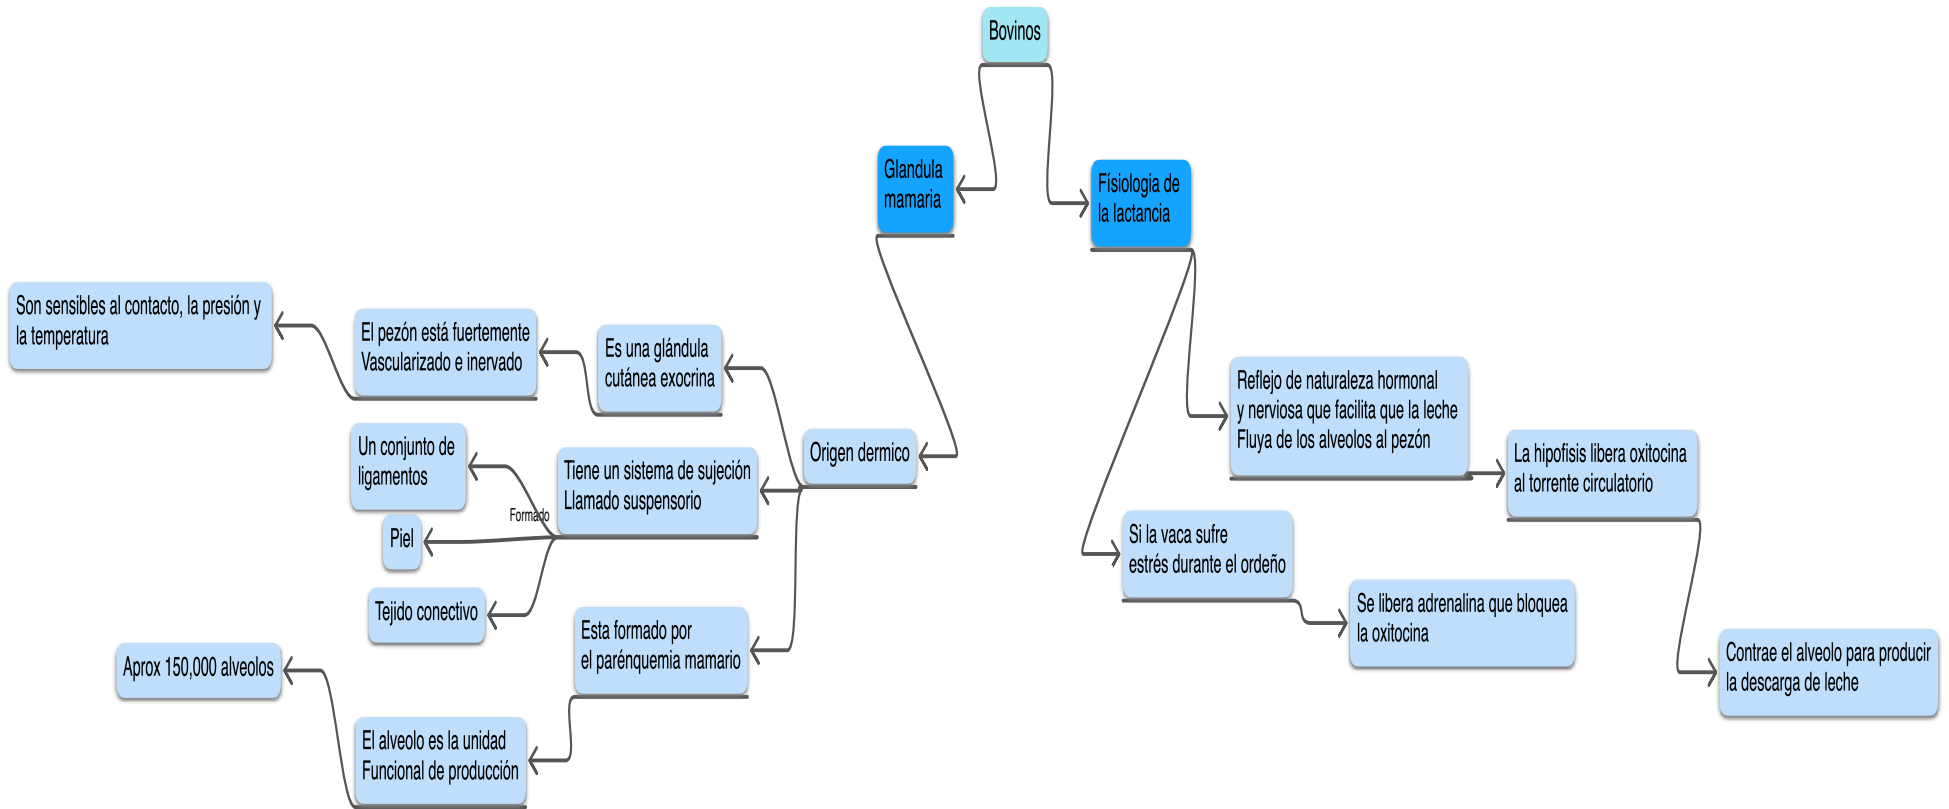 Bovinos
Glandula
mamaria
Físiologia de
la lactancia
Son sensibles al contacto, la presión y
la temperatura
El pezón está fuertemente
Vascularizado e inervado
Es una glándula
cutánea exocrina
Origen dermico
Un conjunto de
ligamentos
Tiene un sistema de sujeción
Llamado suspensorio
Formado
Piel
Tejido conectivo
Esta formado por
el parénquemia mamario
Aprox 150,000 alveolos
El alveolo es la unidad
Funcional de producción
Reflejo de naturaleza hormonal
y nerviosa que facilita que la leche
Fluya de los alveolos al pezón
La hipofisis libera oxitocina
al torrente circulatorio
Si la vaca sufre
estrés durante el ordeño
Se libera adrenalina que bloquea
la oxitocina
Contrae el alveolo para producir
la descarga de leche